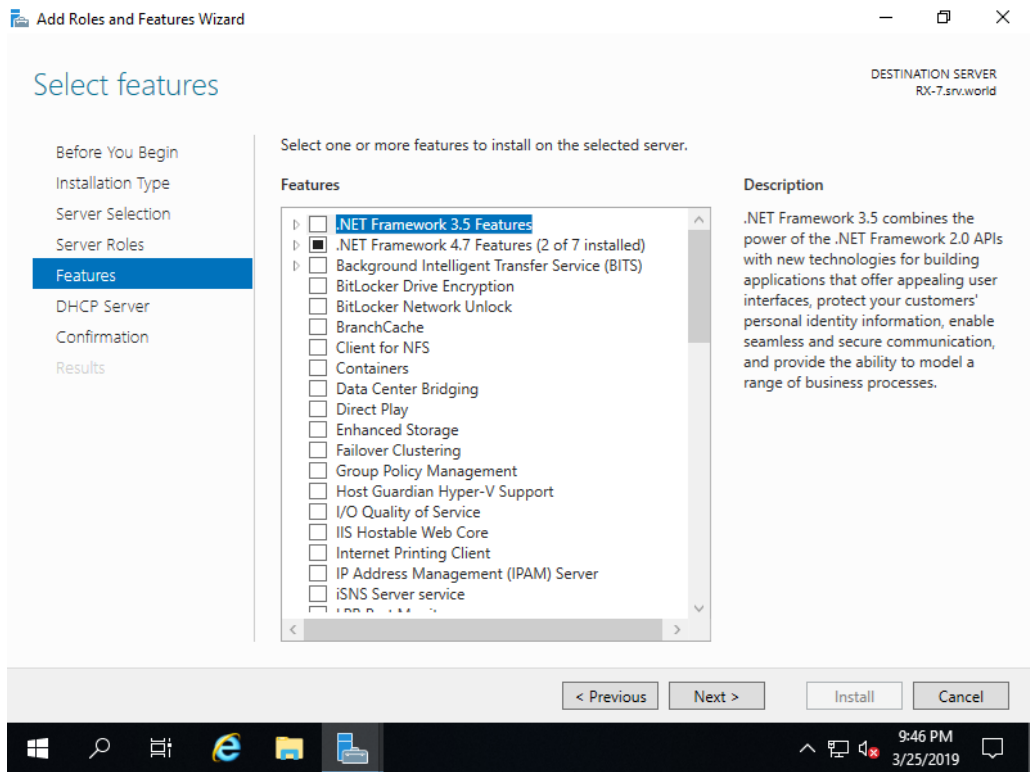 Add Roles and Features Wizard
Select features
DESTINATION SERVER
RX-7.srv.world
Before You Begin
Installation Type
Server Selection
Server Roles
Features
DHCP Server
Confirmation
Results
Select one or more features to install on the selected server.
Features
.NET Framework 3.5 Features
.NET Framework 4.7 Features (2 of 7 installed)
Background Intelligent Transfer Service (BITS)
BitLocker Drive Encryption
BitLocker Network Unlock
BranchCache
Client for NFS
Containers
Data Center Bridging
Direct Play
Enhanced Storage
Failover Clustering
Group Policy Management
Host Guardian Hyper-V Support
I/O Quality of Service
IIS Hostable Web Core
Internet Printing Client
IP Address Management (IPAM) Server
iSNS Server service
Description
.NET Framework 3.5 combines the
power of the .NET Framework 2.0 APIs
with new technologies for building
applications that offer appealing user
interfaces, protect your customers'
personal identity information, enable
seamless and secure communication,
and provide the ability to model a
range of business processes.
< Previous
Next >
Install
Cancel
9:46 PM
3/25/2019